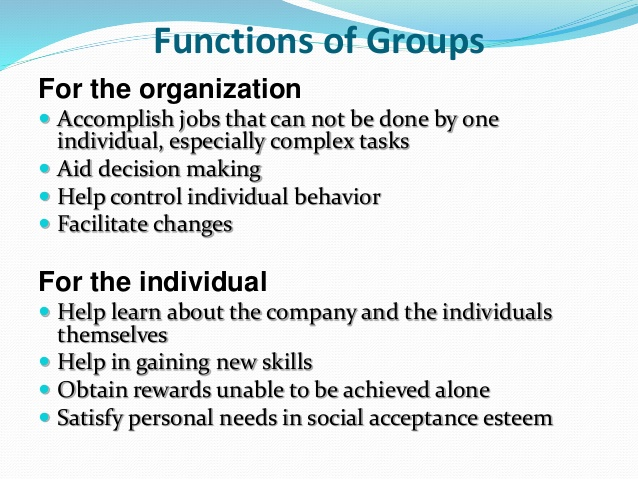 Functions of Groups
For the organization
Accomplish jobs that can not be done by one
individual, especially complex tasks
Aid decision making
Help control individual behavior
Facilitate changes
For the individual
Help learn about the company and the individuals
themselves
Help in gaining new skills
Obtain rewards unable to be achieved alone
Satisfy personal needs in social acceptance esteem